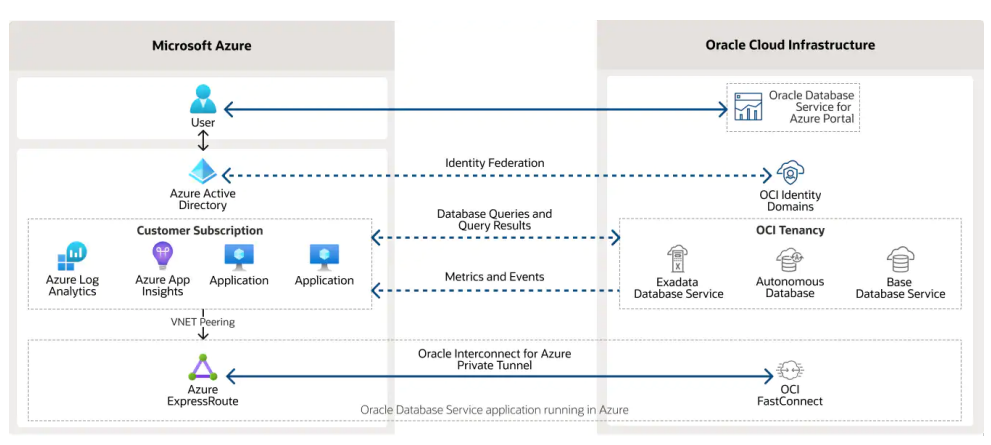 Microsoft Azure
Oracle Cloud Infrastructure
User
Oracle Database
Service for
Azure Portal
Identity Federation
Azure Active
Directory
OCI Identity
Domains
Database Queries and
Query Results
Customer Subscription
OCI Tenancy
Azure Log
Analytics
Azure App
Insights
Application
Application
Metrics and Events
Exadata
Database Service
Autonomous
Database
Base
Database Service
VNET Peering
Oracle Interconnect for Azure
Private Tunnel
Azure
ExpressRoute
OCI
FastConnect
Oracle Database Service application running in Azure